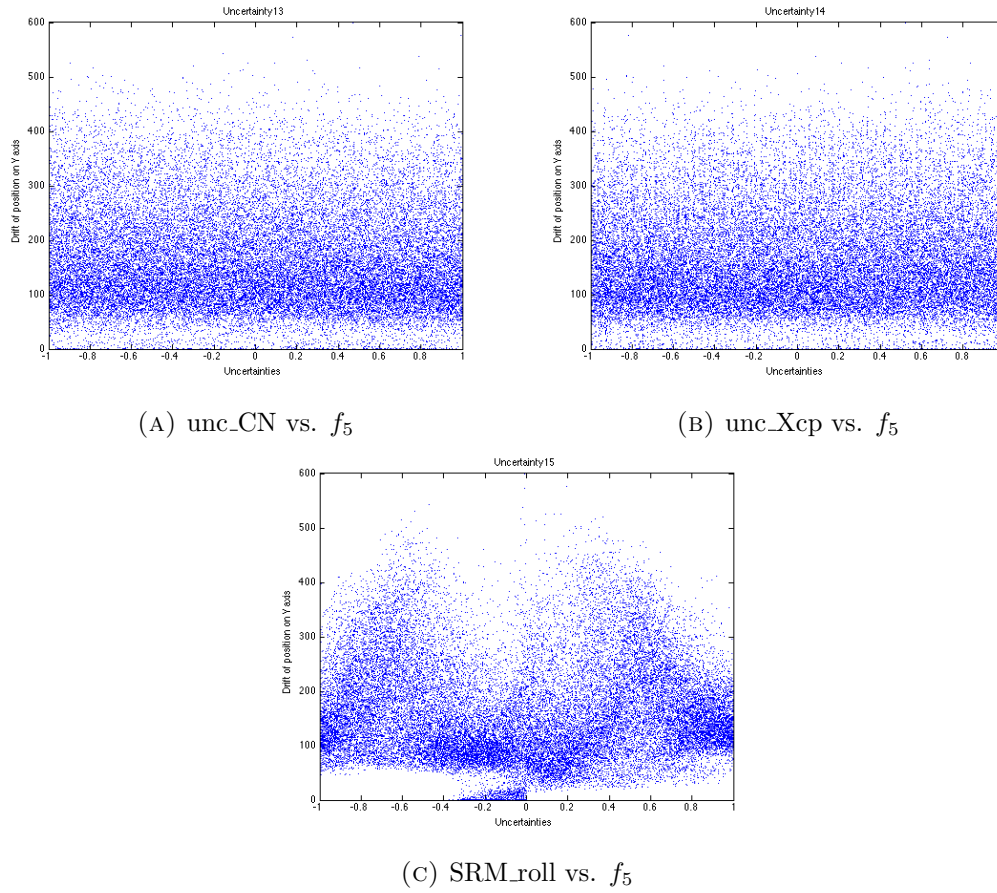 Uncertainty13
600
500
400
300
200
100
0
Drift of position on Y axis
-1 -0.8 -0.6 -0.4 -0.2 0 0.2 0.4 0.6 0.8 1
Uncertainties
(A) unc_CN vs. f5
Uncertainty14
600
500
400
300
200
100
0
Drift of position on Y axis
-1 -0.8 -0.6 -0.4 -0.2 0 0.2 0.4 0.6 0.8
Uncertainties
(B) unc_Xcp vs. f5
Uncertainty15
600
500
400
300
200
100
0
Drift of position on Y axis
-1 -0.8 -0.6 -0.4 -0.2 0 0.2 0.4 0.6 0.8 1
Uncertainties
(C) SRM_roll vs. f5